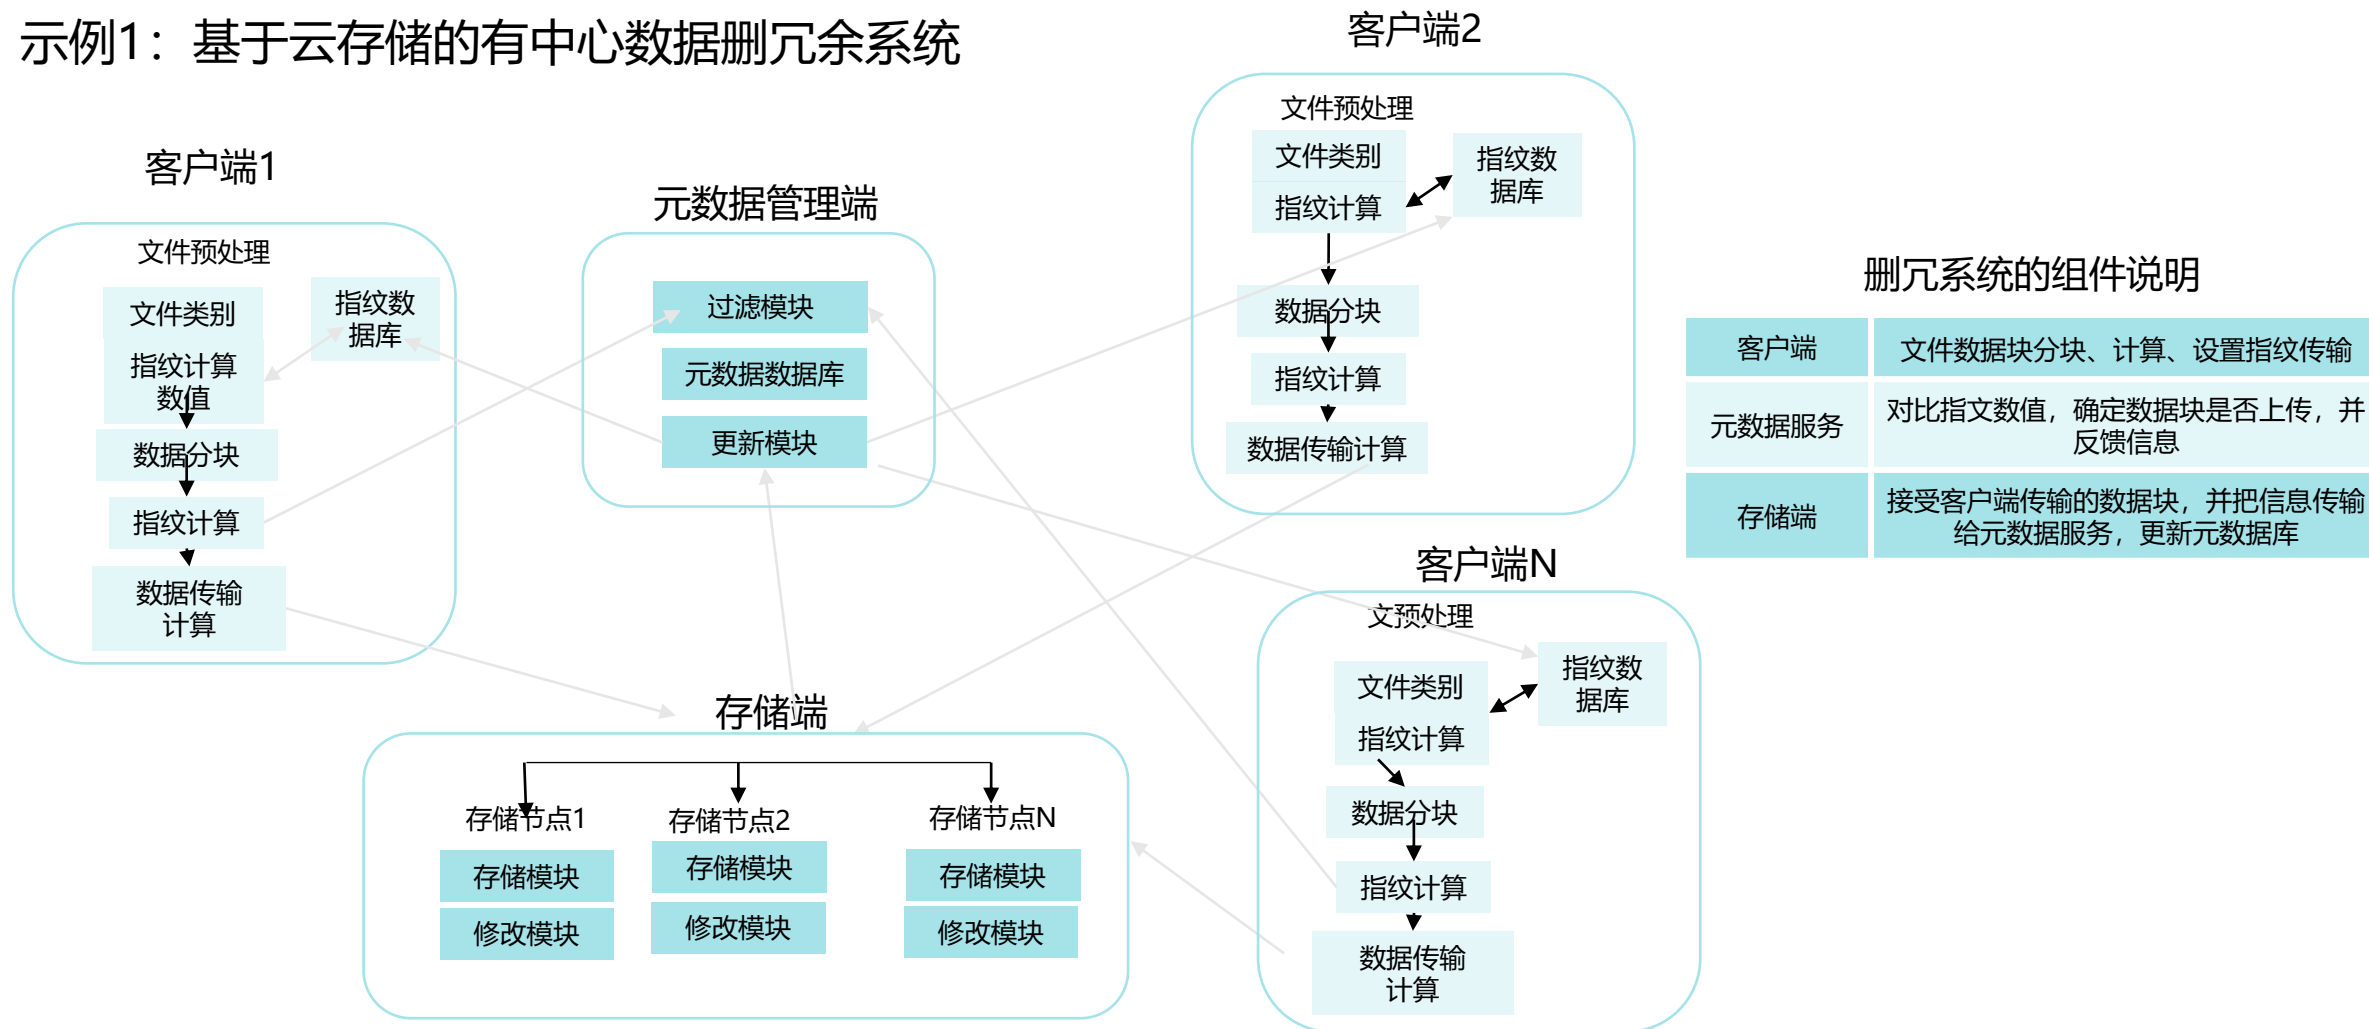 示例1：基于云存储的有中心数据删冗余系统
客户端1
文件预处理
文件类别
指纹计算
数值
指纹数
据库
数据分块
指纹计算
数据传输
计算
元数据管理端
过滤模块
元数据数据库
更新模块
客户端2
文件预处理
文件类别
指纹计算
指纹数
据库
数据分块
指纹计算
数据传输计算
客户端N
文预处理
文件类别
指纹计算
指纹数
据库
数据分块
指纹计算
数据传输
计算
存储端
存储节点1
存储模块
修改模块
存储节点2
存储模块
修改模块
存储节点N
存储模块
修改模块
删冗系统的组件说明
客户端
文件数据块分块、计算、设置指纹传输
元数据服务
对比指文数值，确定数据块是否上传，并
反馈信息
存储端
接受客户端传输的数据块，并把信息传输
给元数据服务，更新元数据库